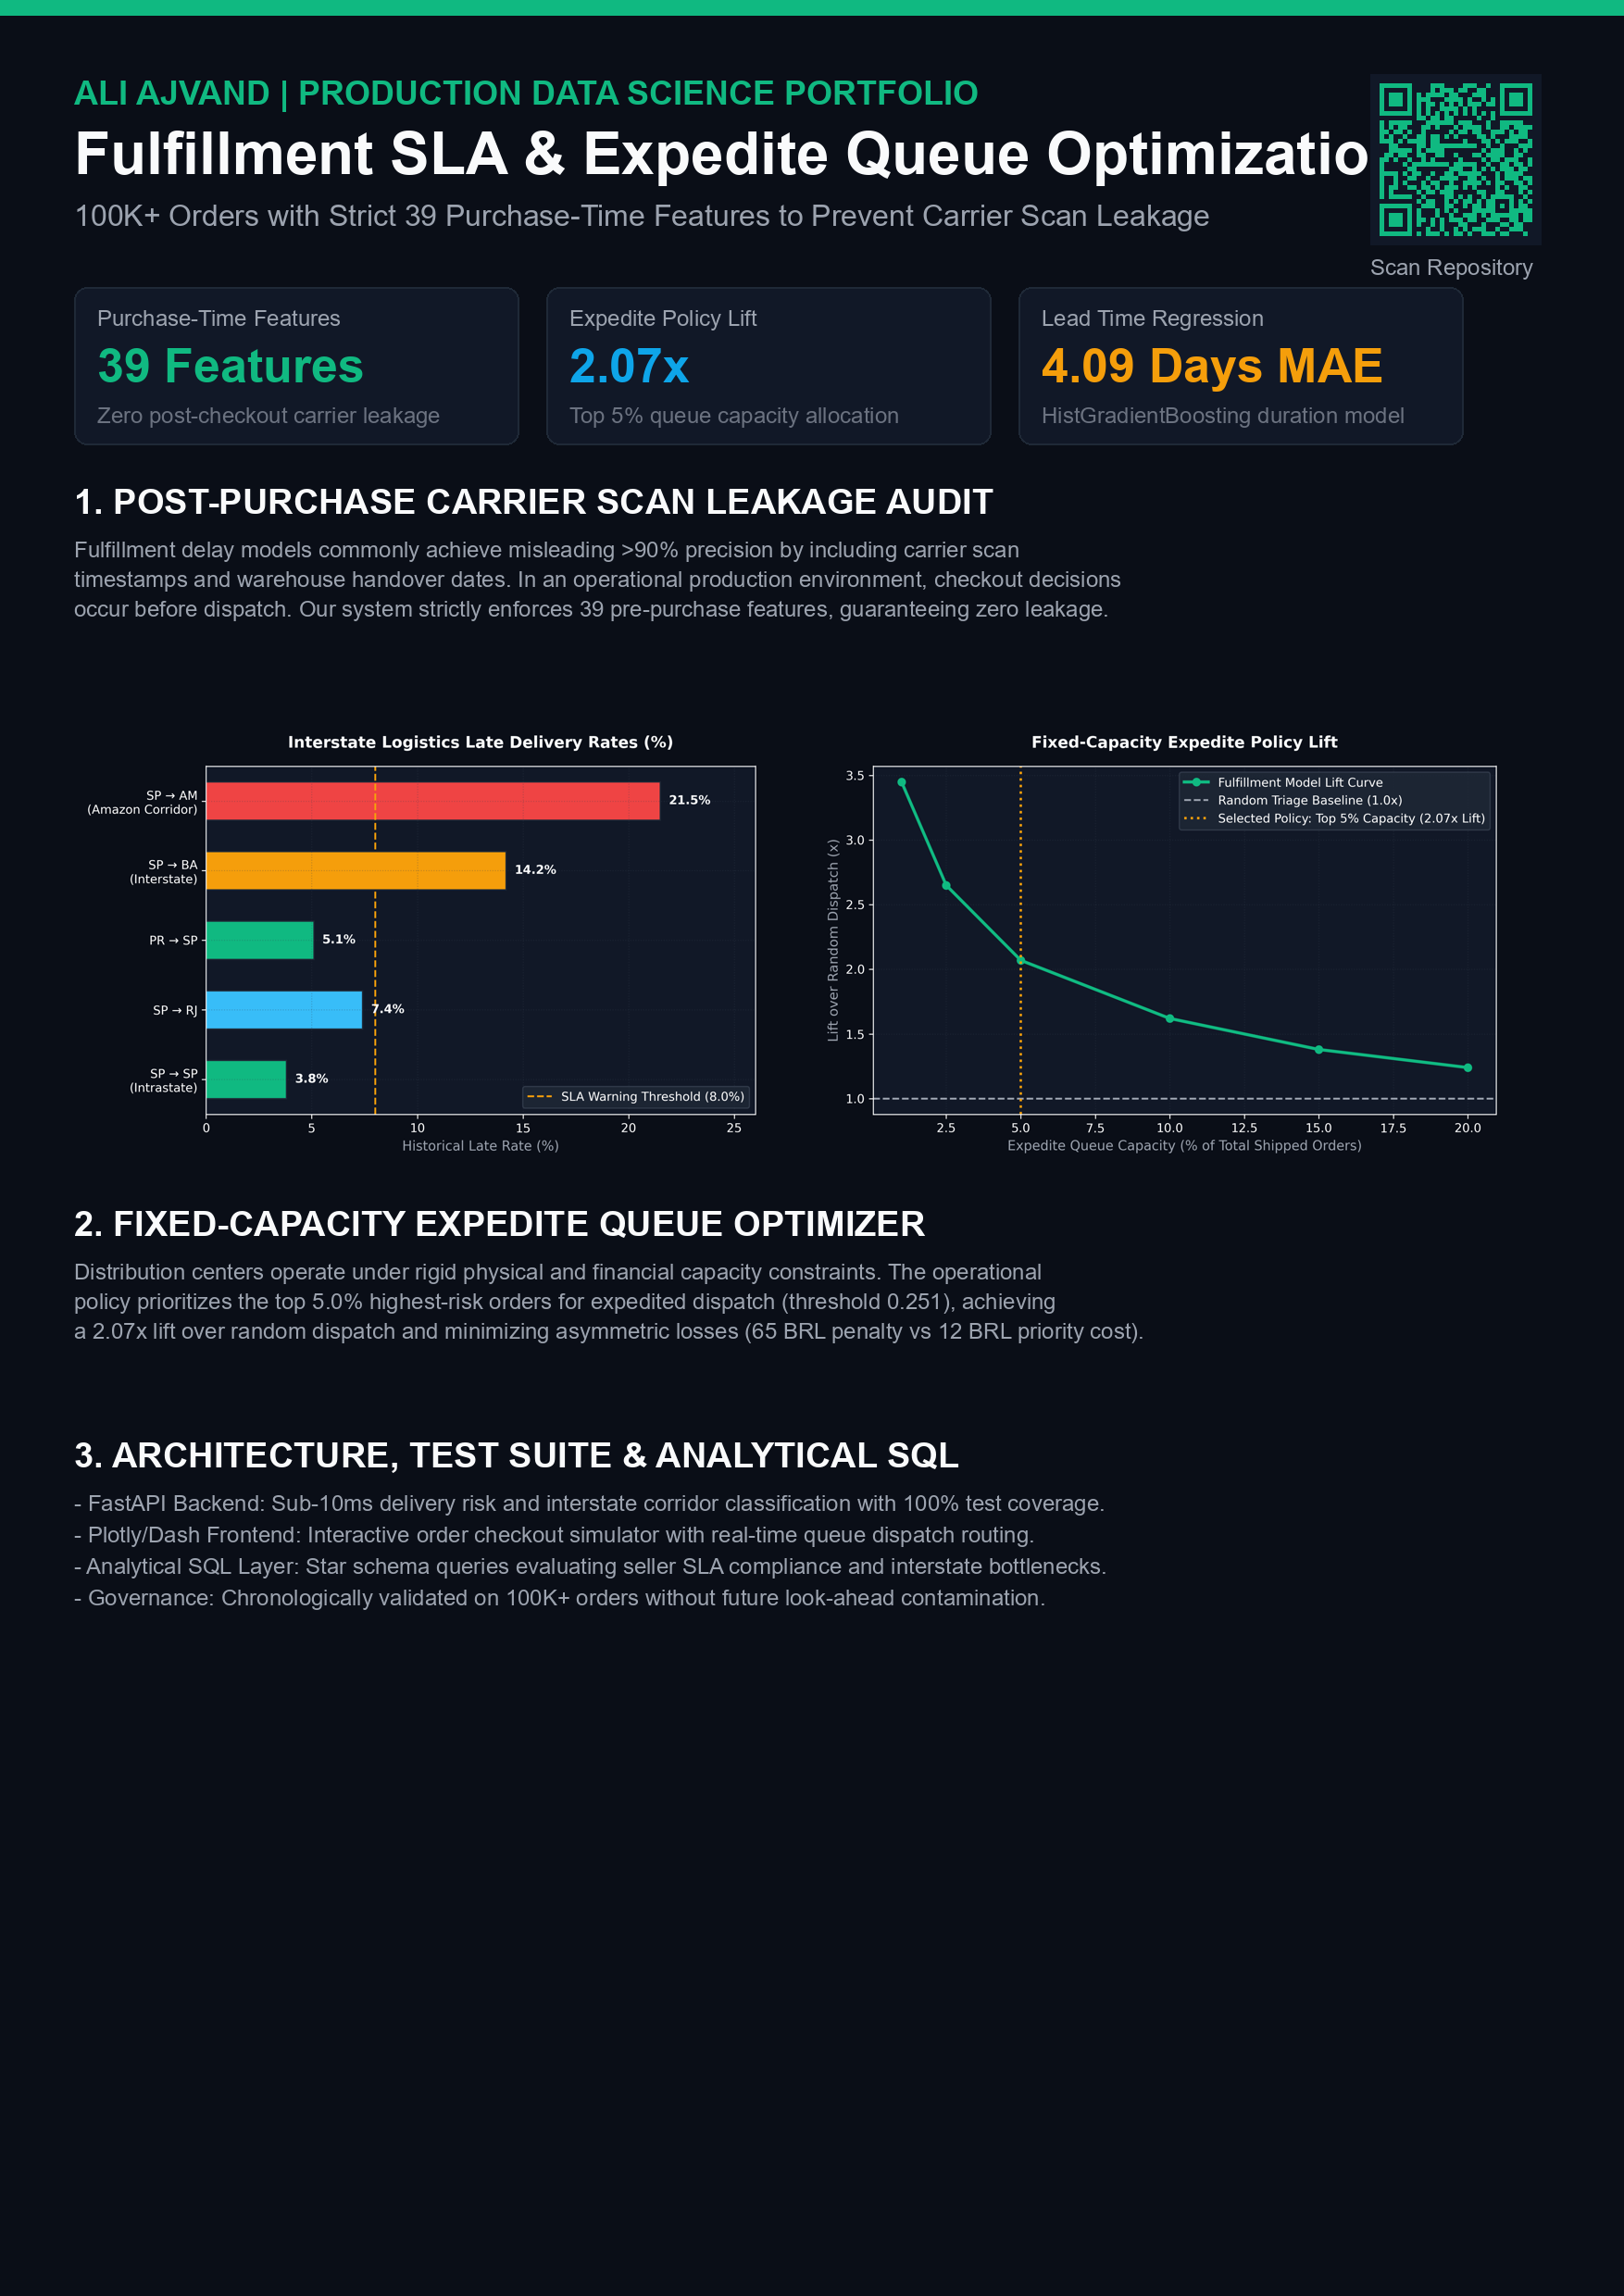 ALI AJVAND | PRODUCTION DATA SCIENCE PORTFOLIO
Fulfillment SLA & Expedite Queue Optimizatio
100K+ Orders with Strict 39 Purchase-Time Features to Prevent Carrier Scan Leakage
Scan Repository
Purchase-Time Features
39 Features
Zero post-checkout carrier leakage
Expedite Policy Lift
2.07x
Top 5% queue capacity allocation
Lead Time Regression
4.09 Days MAE
HistGradientBoosting duration model
1. POST-PURCHASE CARRIER SCAN LEAKAGE AUDIT
Fulfillment delay models commonly achieve misleading >90% precision by including carrier scan
timestamps and warehouse handover dates. In an operational production environment, checkout decisions
occur before dispatch. Our system strictly enforces 39 pre-purchase features, guaranteeing zero leakage.
Interstate Logistics Late Delivery Rates (%)
SP → AM
(Amazon Corridor)
21.5%
SP → BA
(Interstate)
14.2%
PR → SP
5.1%
SP → RJ
7.4%
SP → SP
(Intrastate)
3.8%
SLA Warning Threshold (8.0%)
0 5 10 15 20 25
Historical Late Rate (%)
Fixed-Capacity Expedite Policy Lift
Fulfillment Model Lift Curve
Random Triage Baseline (1.0x)
Selected Policy: Top 5% Capacity (2.07x Lift)
Lift over Random Dispatch (x)
3.5
3.0
2.5
2.0
1.5
1.0
2.5 5.0 7.5 10.0 12.5 15.0 17.5 20.0
Expedite Queue Capacity (% of Total Shipped Orders)
2. FIXED-CAPACITY EXPEDITE QUEUE OPTIMIZER
Distribution centers operate under rigid physical and financial capacity constraints. The operational
policy prioritizes the top 5.0% highest-risk orders for expedited dispatch (threshold 0.251), achieving
a 2.07x lift over random dispatch and minimizing asymmetric losses (65 BRL penalty vs 12 BRL priority cost).
3. ARCHITECTURE, TEST SUITE & ANALYTICAL SQL
- FastAPI Backend: Sub-10ms delivery risk and interstate corridor classification with 100% test coverage.
- Plotly/Dash Frontend: Interactive order checkout simulator with real-time queue dispatch routing.
- Analytical SQL Layer: Star schema queries evaluating seller SLA compliance and interstate bottlenecks.
- Governance: Chronologically validated on 100K+ orders without future look-ahead contamination.